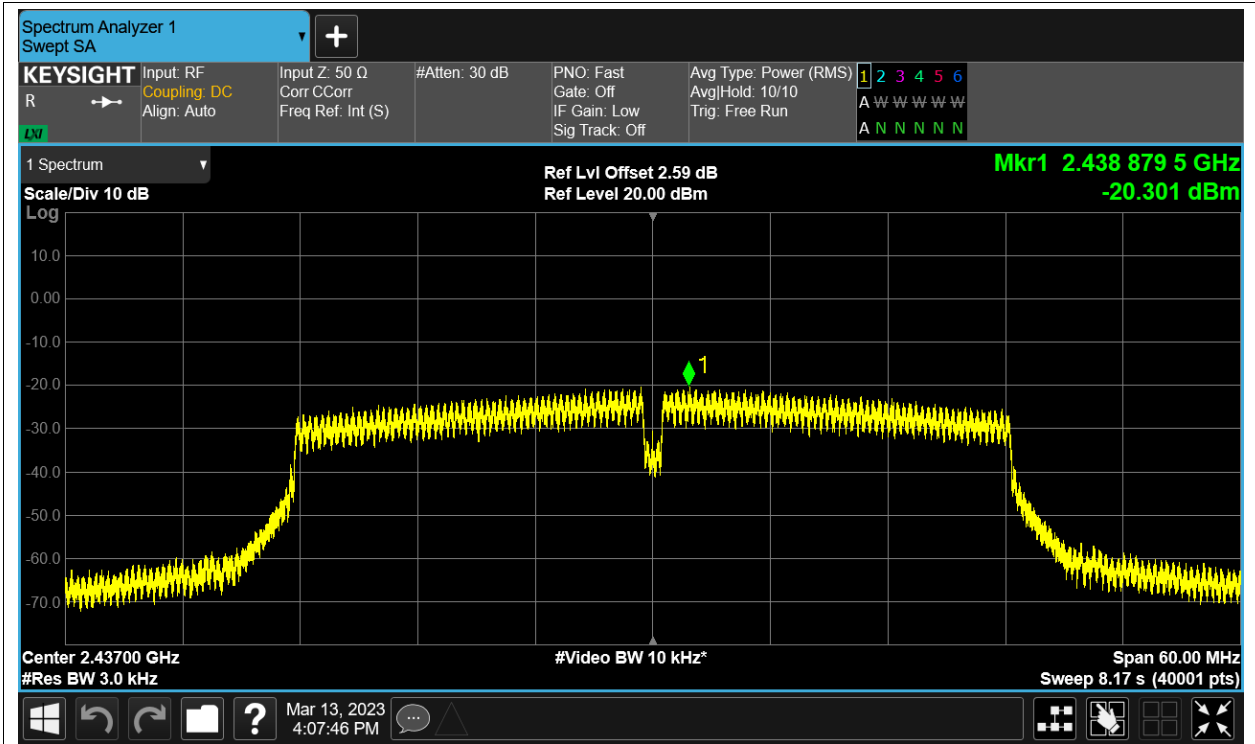 Spectrum Analyzer 1
Swept SA
KEYSIGHT
R
LXI
Input: RF
Coupling: DC
Align: Auto
Input Z: 50 Ω
Corr CCorr
Freq Ref: Int (S)
#Atten: 30 dB
PNO: Fast
Gate: Off
IF Gain: Low
Sig Track: Off
Avg Type: Power (RMS)
Avg|Hold: 10/10
Trig: Free Run
1 2 3 4 5 6
A W W W W W
A N N N N N
1 Spectrum
Scale/Div 10 dB
Log
Ref Lvl Offset 2.59 dB
Ref Level 20.00 dBm
Mkr1 2.438 879 5 GHz
-20.301 dBm
10.0
0.00
-10.0
-20.0
-30.0
-40.0
-50.0
-60.0
-70.0
1
Center 2.43700 GHz
#Res BW 3.0 kHz
#Video BW 10 kHz*
Span 60.00 MHz
Sweep 8.17 s (40001 pts)
?
Mar 13, 2023
4:07:46 PM